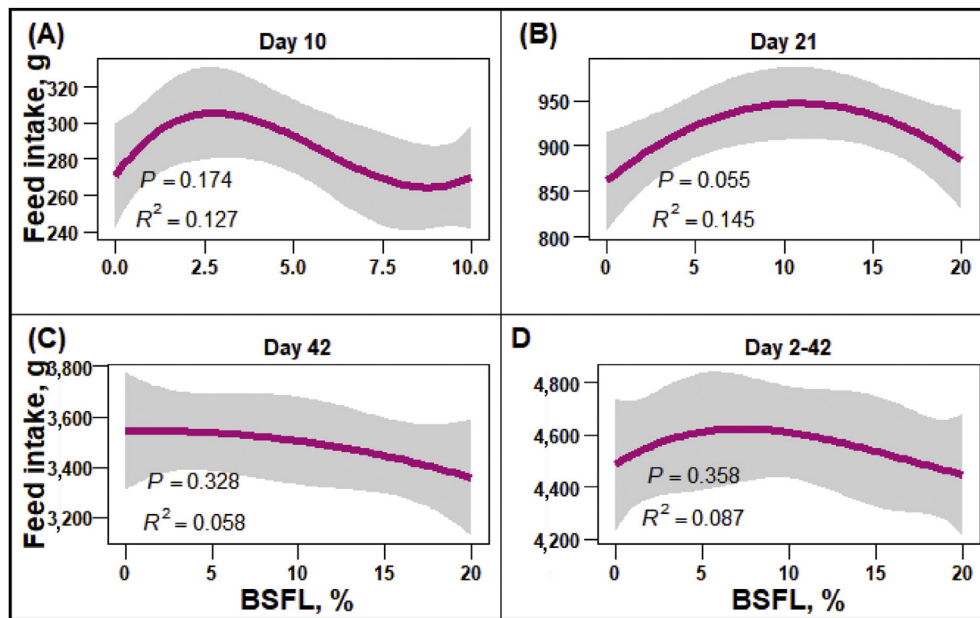 (A)
Day 10
Feed intake, g
320
300
280
260
240
P = 0.174
R² = 0.127
0.0 2.5 5.0 7.5 10.0
(B)
Day 21
950
900
850
800
P = 0.055
R² = 0.145
0 5 10 15 20
(C)
Day 42
Feed intake, g
3,800
3,600
3,400
3,200
P = 0.328
R² = 0.058
0 5 10 15 20
BSFL, %
D
Day 2-42
4,800
4,600
4,400
4,200
P = 0.358
R² = 0.087
0 5 10 15 20
BSFL, %